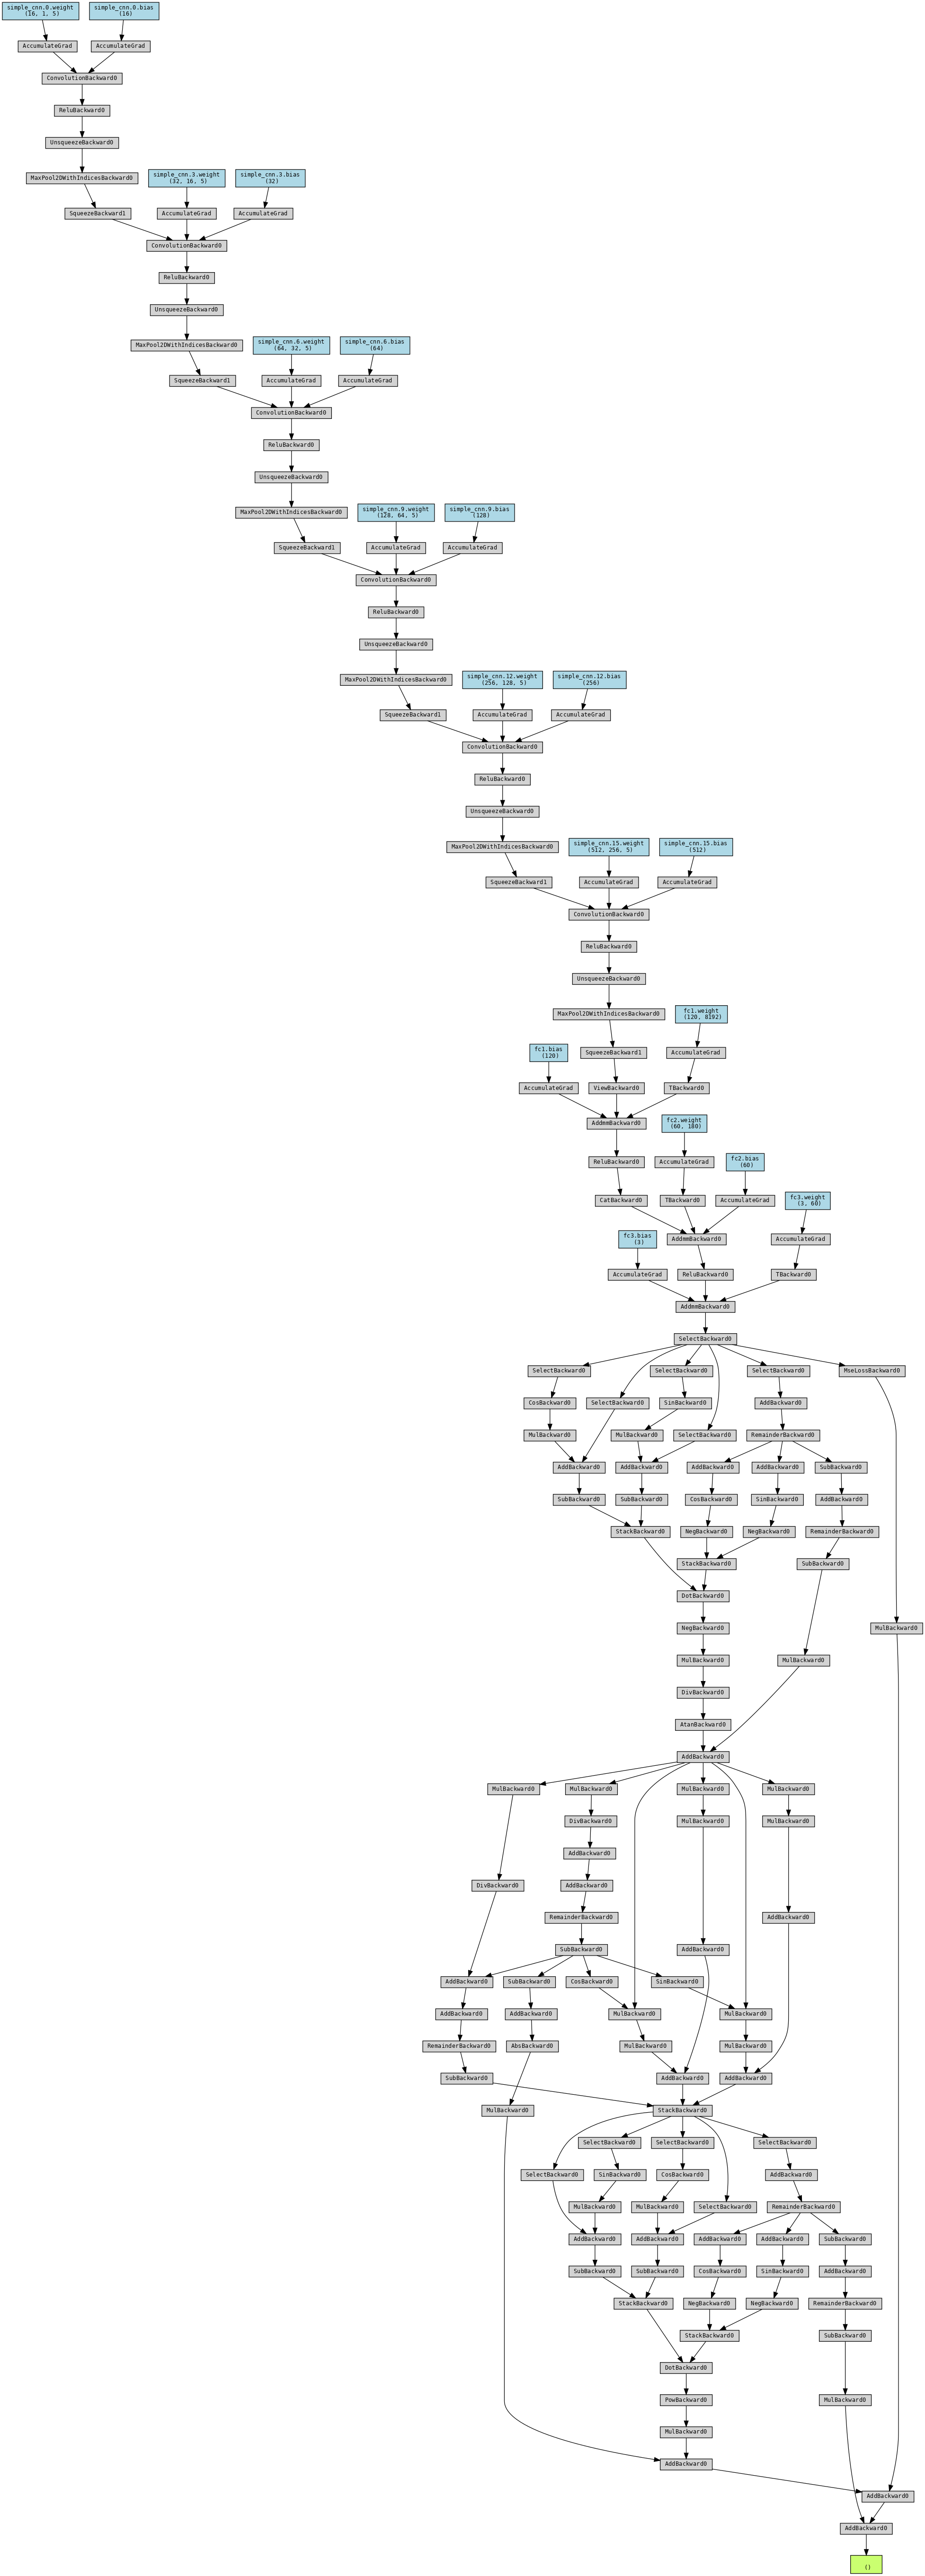 simple_cnn.0.weight
(16, 1, 5)
simple_cnn.0.bias
(16)
AccumulateGrad
AccumulateGrad
ConvolutionBackward0
ReluBackward0
UnsqueezeBackward0
MaxPool2DWithIndicesBackward0
simple_cnn.3.weight
(32, 16, 5)
simple_cnn.3.bias
(32)
SqueezeBackward1
AccumulateGrad
AccumulateGrad
ConvolutionBackward0
ReluBackward0
UnsqueezeBackward0
MaxPool2DWithIndicesBackward0
simple_cnn.6.weight
(64, 32, 5)
simple_cnn.6.bias
(64)
SqueezeBackward1
AccumulateGrad
AccumulateGrad
ConvolutionBackward0
ReluBackward0
UnsqueezeBackward0
MaxPool2DWithIndicesBackward0
simple_cnn.9.weight
(128, 64, 5)
simple_cnn.9.bias
(128)
SqueezeBackward1
AccumulateGrad
AccumulateGrad
ConvolutionBackward0
ReluBackward0
UnsqueezeBackward0
MaxPool2DWithIndicesBackward0
simple_cnn.12.weight
(256, 128, 5)
simple_cnn.12.bias
(256)
SqueezeBackward1
AccumulateGrad
AccumulateGrad
ConvolutionBackward0
ReluBackward0
UnsqueezeBackward0
MaxPool2DWithIndicesBackward0
simple_cnn.15.weight
(512, 256, 5)
simple_cnn.15.bias
(512)
SqueezeBackward1
AccumulateGrad
AccumulateGrad
ConvolutionBackward0
ReluBackward0
UnsqueezeBackward0
MaxPool2DWithIndicesBackward0
fc1.weight
(120, 8192)
fc1.bias
(120)
SqueezeBackward1
AccumulateGrad
AccumulateGrad
ViewBackward0
TBackward0
AddmmBackward0
fc2.weight
(60, 180)
ReluBackward0
AccumulateGrad
fc2.bias
(60)
CatBackward0
TBackward0
AccumulateGrad
fc3.weight
(3, 60)
fc3.bias
(3)
AddmmBackward0
AccumulateGrad
AccumulateGrad
ReluBackward0
TBackward0
AddmmBackward0
SelectBackward0
SelectBackward0
SelectBackward0
SelectBackward0
MseLossBackward0
CosBackward0
SelectBackward0
SinBackward0
AddBackward0
MulBackward0
MulBackward0
SelectBackward0
RemainderBackward0
AddBackward0
AddBackward0
AddBackward0
AddBackward0
SubBackward0
SubBackward0
SubBackward0
CosBackward0
SinBackward0
AddBackward0
StackBackward0
NegBackward0
NegBackward0
RemainderBackward0
StackBackward0
SubBackward0
DotBackward0
NegBackward0
MulBackward0
MulBackward0
MulBackward0
DivBackward0
AtanBackward0
AddBackward0
MulBackward0
MulBackward0
MulBackward0
MulBackward0
DivBackward0
MulBackward0
MulBackward0
AddBackward0
DivBackward0
AddBackward0
RemainderBackward0
AddBackward0
SubBackward0
AddBackward0
AddBackward0
SubBackward0
CosBackward0
SinBackward0
AddBackward0
AddBackward0
MulBackward0
MulBackward0
RemainderBackward0
AbsBackward0
MulBackward0
MulBackward0
SubBackward0
AddBackward0
AddBackward0
MulBackward0
StackBackward0
SelectBackward0
SelectBackward0
SelectBackward0
SelectBackward0
SinBackward0
CosBackward0
AddBackward0
MulBackward0
MulBackward0
SelectBackward0
RemainderBackward0
AddBackward0
AddBackward0
AddBackward0
AddBackward0
SubBackward0
SubBackward0
SubBackward0
CosBackward0
SinBackward0
AddBackward0
StackBackward0
NegBackward0
NegBackward0
RemainderBackward0
StackBackward0
SubBackward0
DotBackward0
PowBackward0
MulBackward0
MulBackward0
AddBackward0
AddBackward0
AddBackward0
()